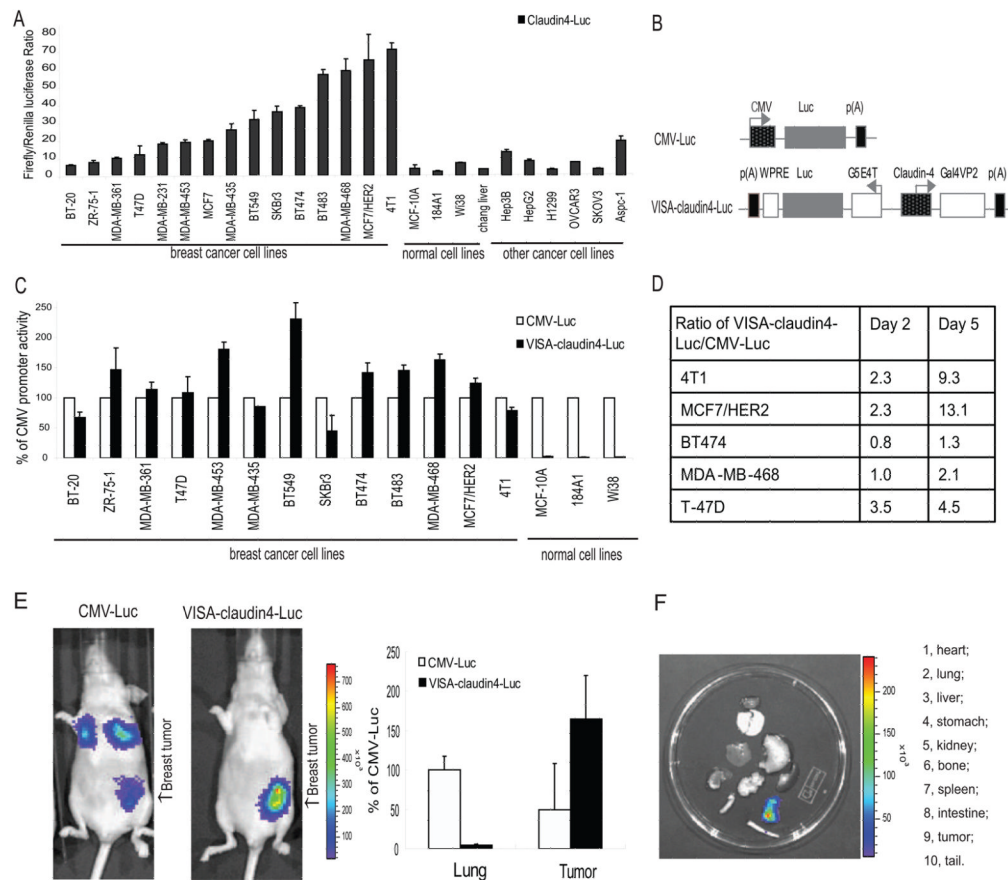 A
Claudin4-Luc
Firefly/Renilla luciferase Ratio
80
70
60
50
40
30
20
10
0
BT-20
ZR-75-1
MDA-MB-361
T47D
MDA-MB-231
MDA-MB-453
MCF7
MDA-MB-435
BT549
SKBr3
BT474
BT483
MDA-MB-468
MCF7/HER2
4T1
MCF-10A
184A1
Wi38
chang liver
Hep3B
HepG2
H1299
OVCAR3
SKOV3
Aspc-1
breast cancer cell lines
normal cell lines
other cancer cell lines
B
CMV Luc p(A)
CMV-Luc
p(A) WPRE Luc G5E4T Claudin-4 Gal4VP2 p(A)
VISA-claudin4-Luc
C
CMV-Luc
VISA-claudin4-Luc
% of CMV promoter activity
250
200
150
100
50
0
BT-20
ZR-75-1
MDA-MB-361
T47D
MDA-MB-453
MDA-MB-435
BT549
SKBr3
BT474
BT483
MDA-MB-468
MCF7/HER2
4T1
MCF-10A
184A1
Wi38
breast cancer cell lines
normal cell lines
D
Ratio of VISA-claudin4-Luc/CMV-Luc Day 2 Day 5
4T1 2.3 9.3
MCF7/HER2 2.3 13.1
BT474 0.8 1.3
MDA-MB-468 1.0 2.1
T-47D 3.5 4.5
E
CMV-Luc
VISA-claudin4-Luc
↑Breast tumor
↑Breast tumor
700
600
500
400
300
200
100
×10³
CMV-Luc
VISA-claudin4-Luc
% of CMV-Luc
250
200
150
100
50
0
Lung
Tumor
F
200
150
100
50
×10³
1, heart;
2, lung;
3, liver;
4, stomach;
5, kidney;
6, bone;
7, spleen;
8, intestine;
9, tumor;
10, tail.